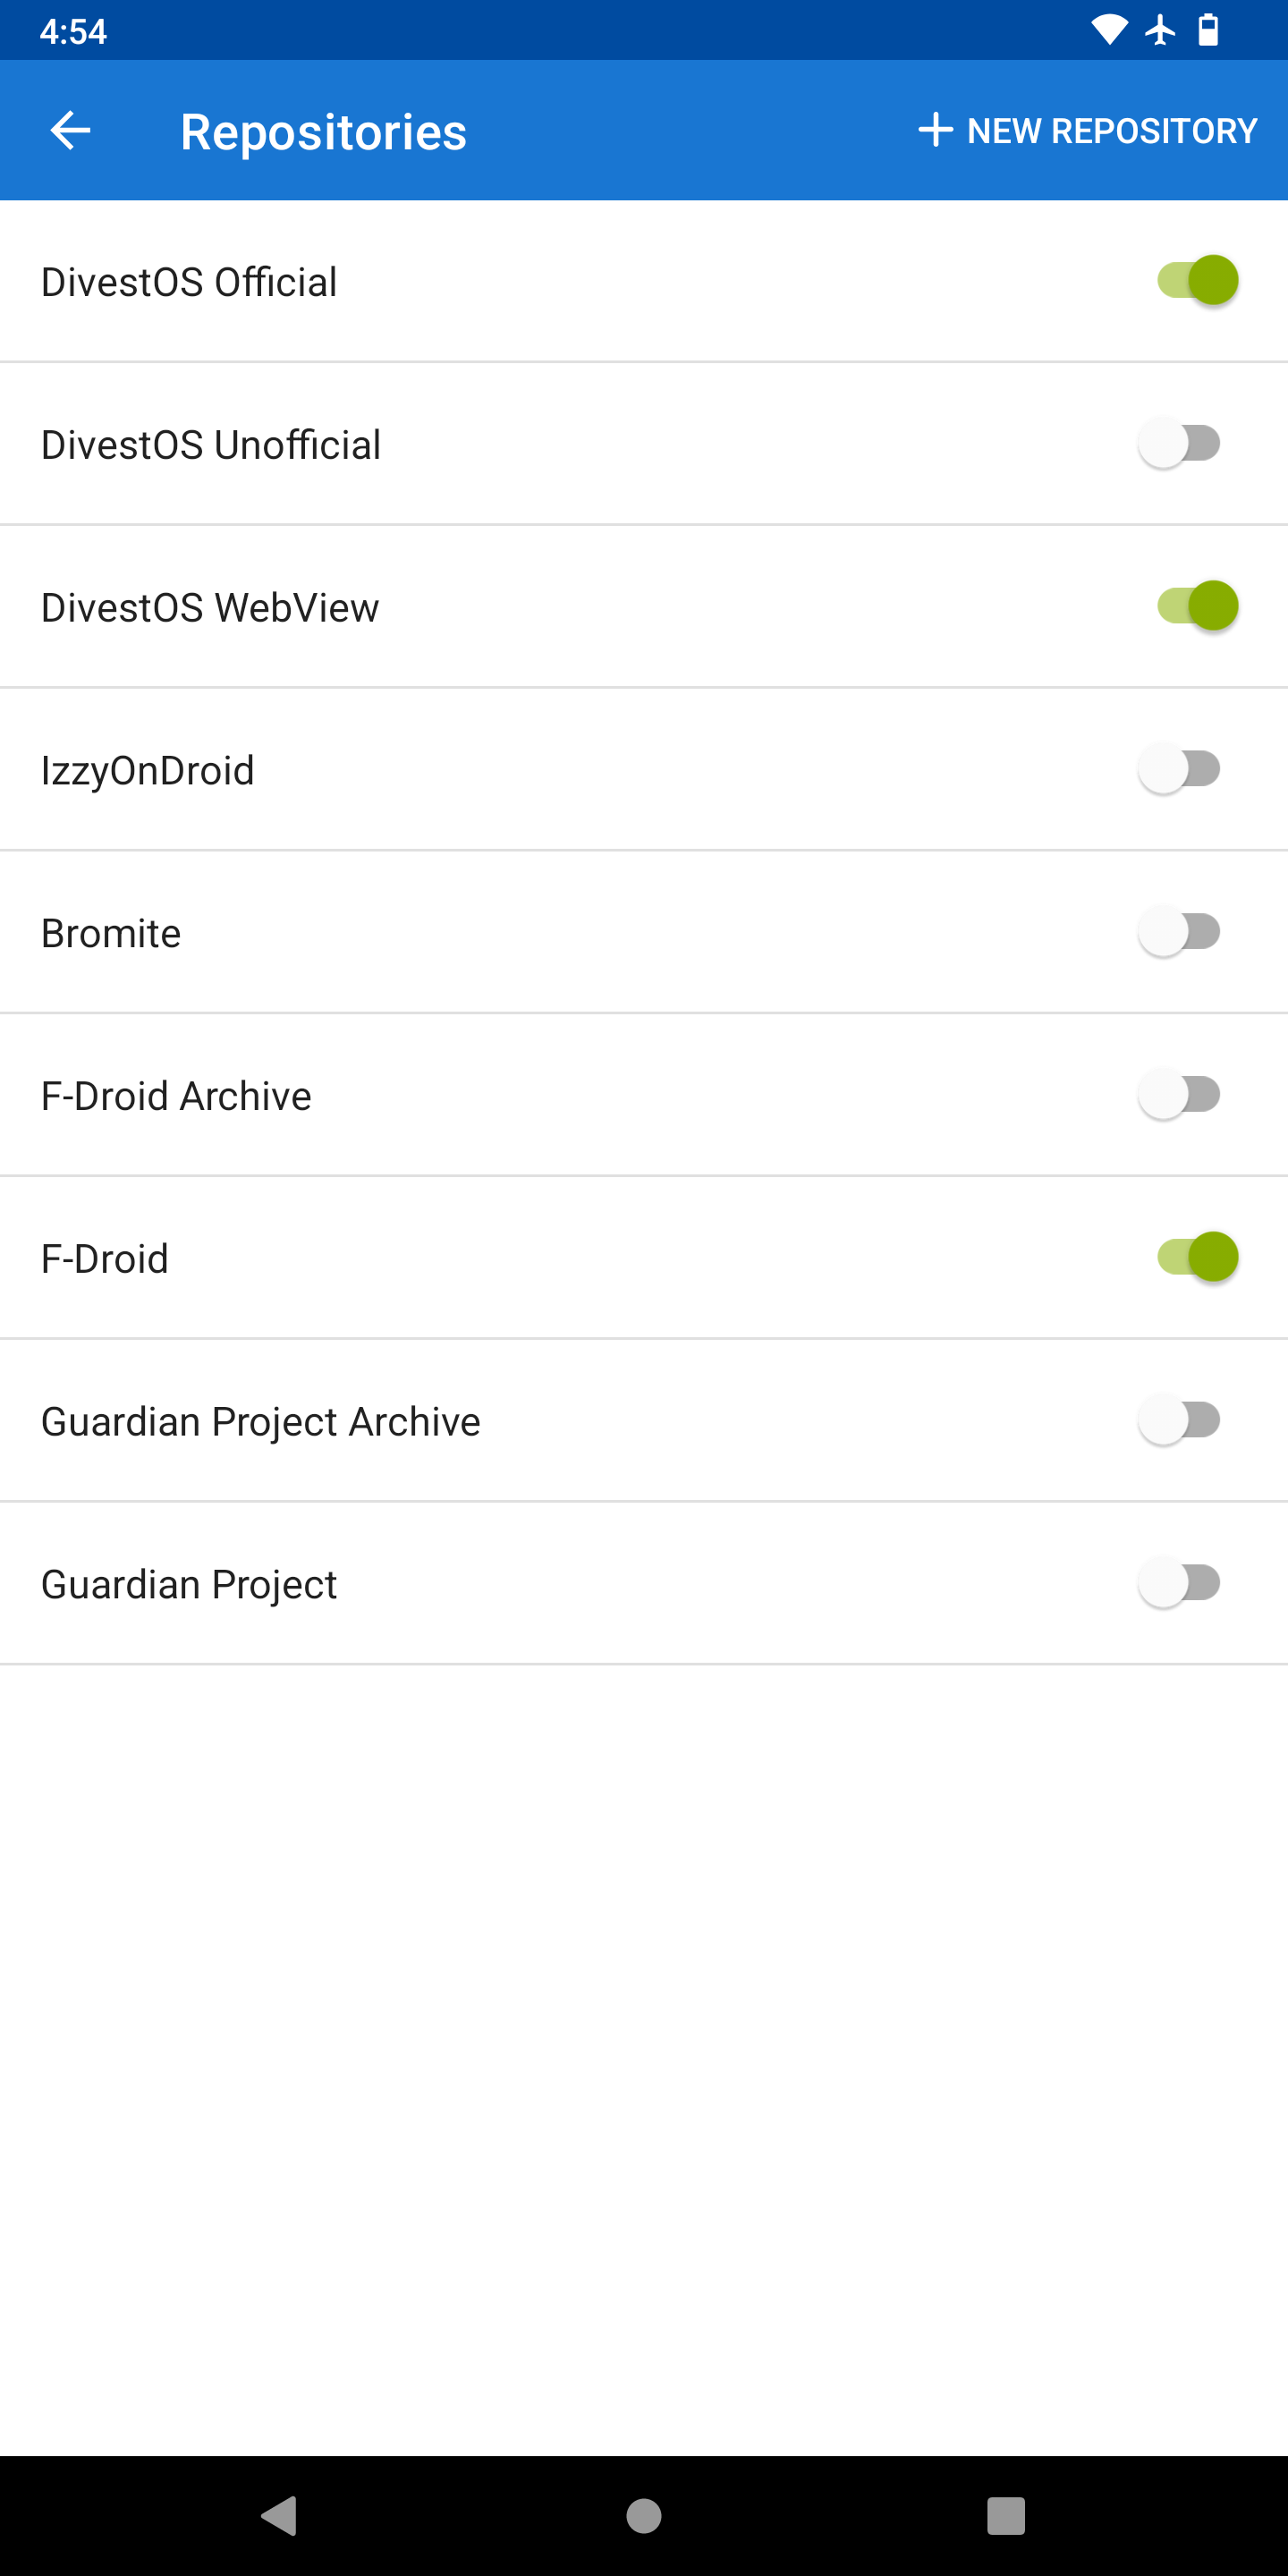 4:54
Repositories
NEW REPOSITORY
DivestOS Official
DivestOS Unofficial
DivestOS WebView
IzzyOnDroid
Bromite
F-Droid Archive
F-Droid
Guardian Project Archive
Guardian Project